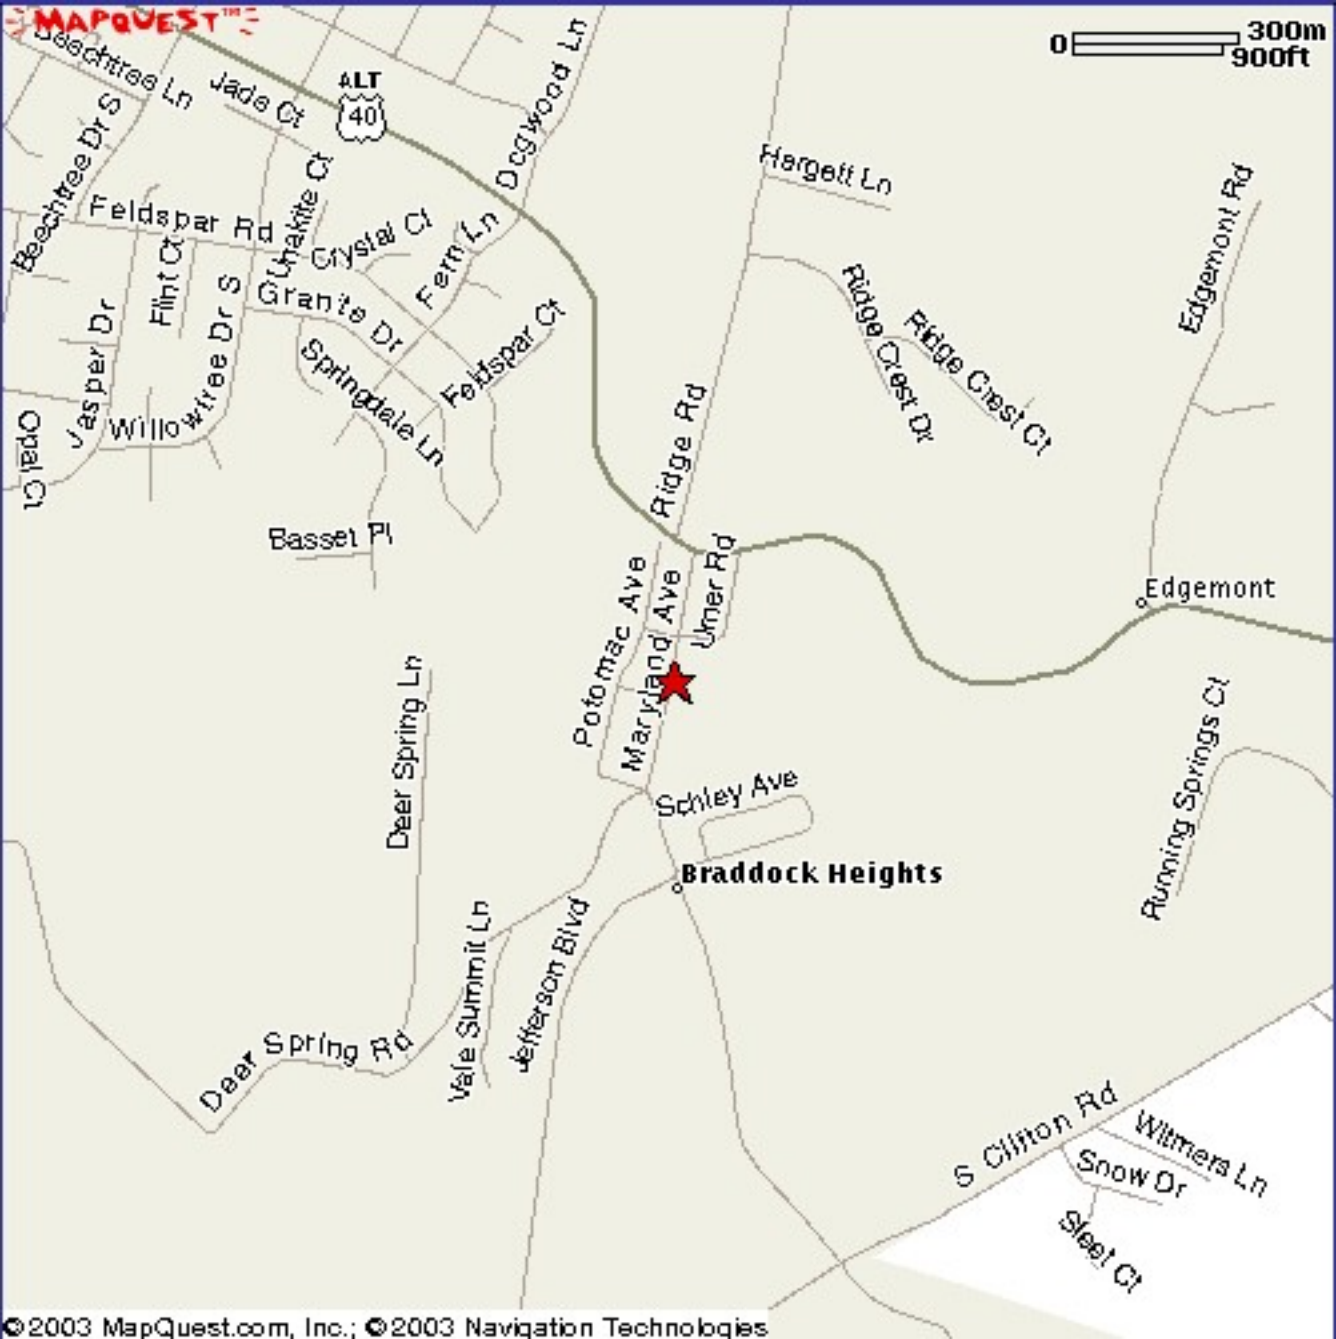 MAPQUEST™
0
300m
900ft
Beechtree Ln
Jade Ct
ALT
40
Dogwood Ln
Beechtree Dr S
Unakite Ct
Hargett Ln
Edgemont Rd
Feldspar Rd
Flint Ct
Crystal Ct
Fern Ln
Granite Dr
Willowtree Dr S
Jasper Dr
Springdale Ln
Feldspar Ct
Ridge Crest Dr
Ridge Crest Ct
Opal Ct
Ridge Rd
Basset Pl
Potomac Ave
Maryland Ave
Umer Rd
Edgemont
Deer Spring Ln
Schley Ave
Running Springs Ct
Braddock Heights
Vale Summit Ln
Jefferson Blvd
Deer Spring Rd
S Clifton Rd
Witmers Ln
Snow Dr
Sleet Ct
©2003 MapQuest.com, Inc.; ©2003 Navigation Technologies